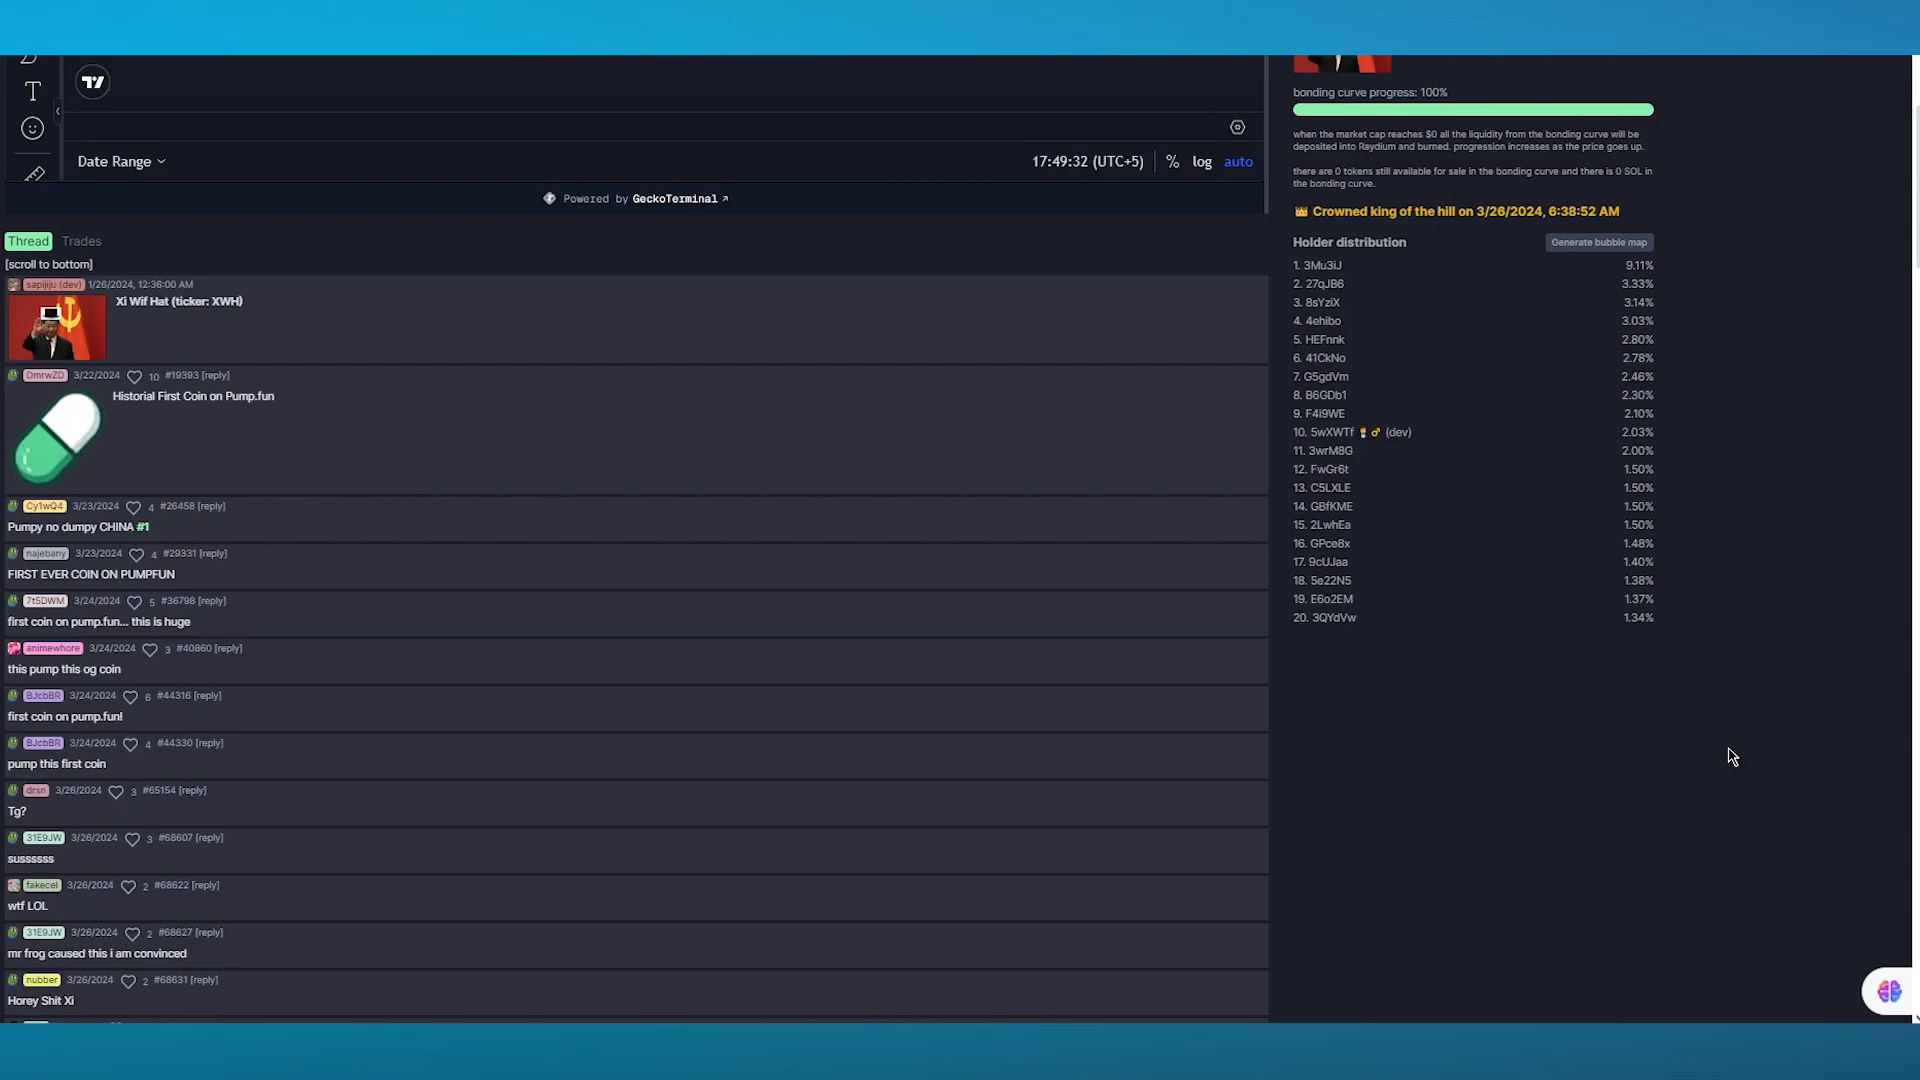 Date Range
17:49:32 (UTC+5)
%
log
auto
Powered by GeckoTerminal
Thread
Trades
[scroll to bottom]
sapijiju (dev) 1/26/2024, 12:36:00 AM
Xi Wif Hat (ticker: XWH)
DmrwZD 3/22/2024 10 #19393 [reply]
Historial First Coin on Pump.fun
Cy1wQ4 3/23/2024 4 #26458 [reply]
Pumpy no dumpy CHINA #1
najebany 3/23/2024 4 #29331 [reply]
FIRST EVER COIN ON PUMPFUN
7t5DWM 3/24/2024 5 #36798 [reply]
first coin on pump.fun... this is huge
animewhore 3/24/2024 3 #40860 [reply]
this pump this og coin
BJcbBR 3/24/2024 6 #44316 [reply]
first coin on pump.fun!
BJcbBR 3/24/2024 4 #44330 [reply]
pump this first coin
drsn 3/26/2024 3 #65154 [reply]
Tg?
31E9JW 3/26/2024 3 #68607 [reply]
sussssss
fakecel 3/26/2024 2 #68622 [reply]
wtf LOL
31E9JW 3/26/2024 2 #68627 [reply]
mr frog caused this i am convinced
nubber 3/26/2024 2 #68631 [reply]
Horey Shit Xi
bonding curve progress: 100%
when the market cap reaches $0 all the liquidity from the bonding curve will be
deposited into Raydium and burned. progression increases as the price goes up.
there are 0 tokens still available for sale in the bonding curve and there is 0 SOL in
the bonding curve.
Crowned king of the hill on 3/26/2024, 6:38:52 AM
Holder distribution
Generate bubble map
1. 3Mu3iJ 9.11%
2. 27qJB6 3.33%
3. 8sYziX 3.14%
4. 4ehibo 3.03%
5. HEFnnk 2.80%
6. 41CkNo 2.78%
7. G5gdVm 2.46%
8. B6GDb1 2.30%
9. F4i9WE 2.10%
10. 5wXWTf (dev) 2.03%
11. 3wrM8G 2.00%
12. FwGr6t 1.50%
13. C5LXLE 1.50%
14. GBfKME 1.50%
15. 2LwhEa 1.50%
16. GPce8x 1.48%
17. 9cUJaa 1.40%
18. 5e22N5 1.38%
19. E6o2EM 1.37%
20. 3QYdVw 1.34%